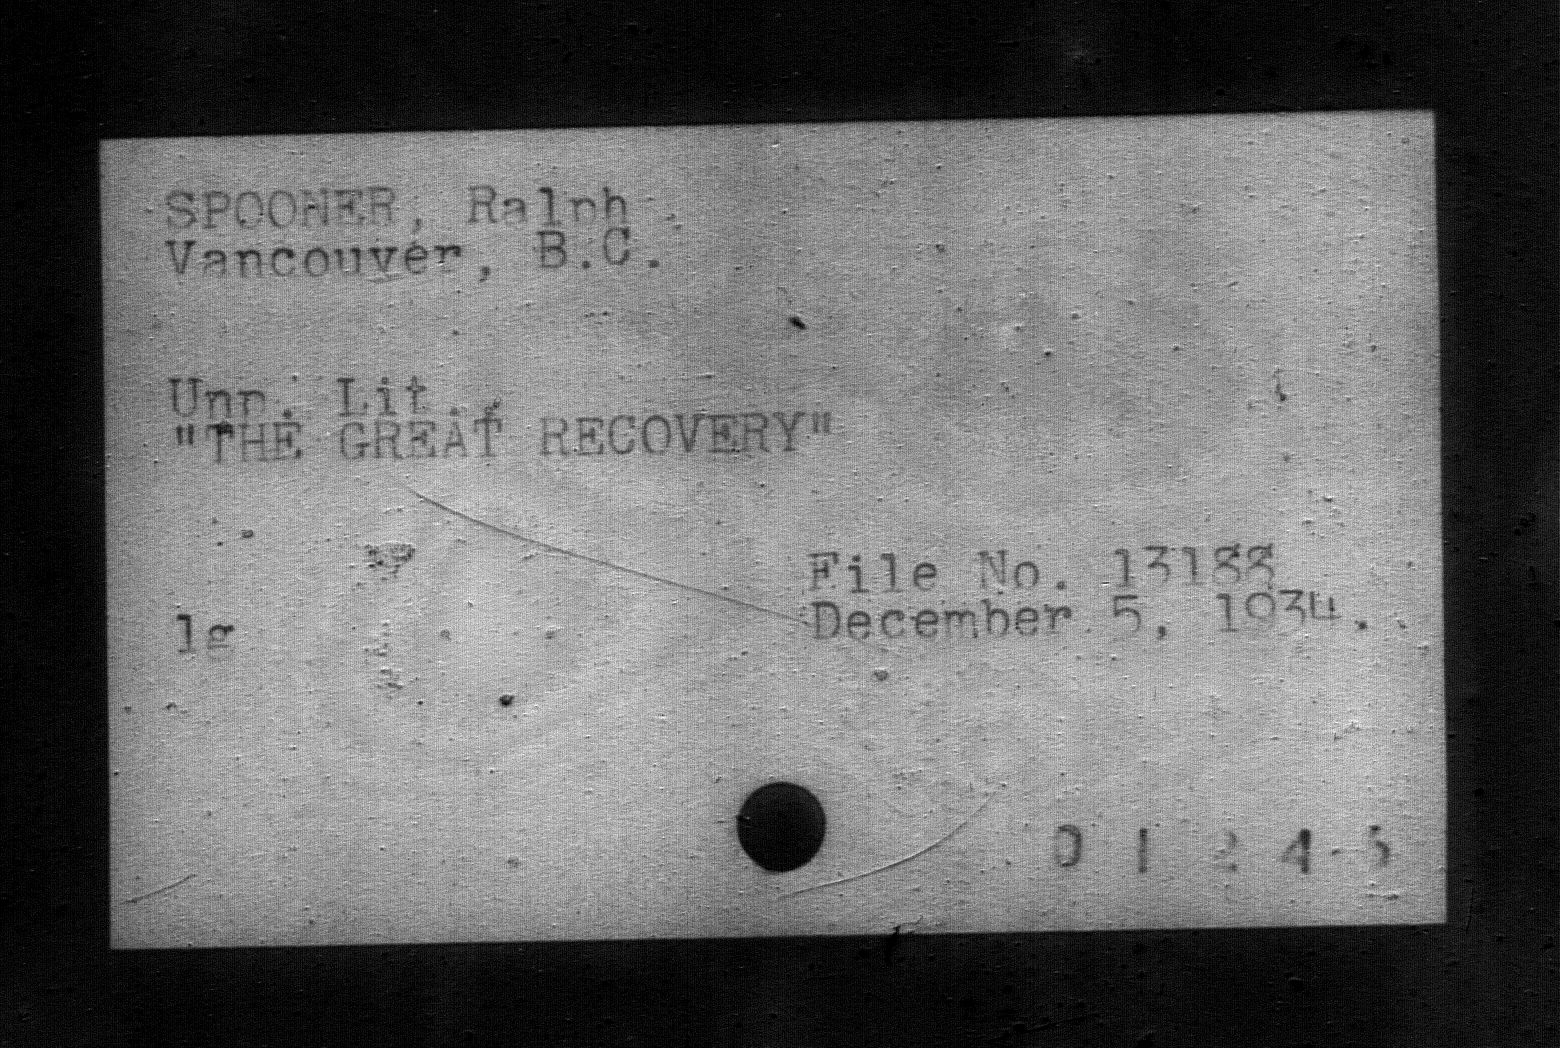 SPOONER, Ralph
Vancouver, B.C.
Unp. Lit.
"THE GREAT RECOVERY"
File No. 13188
lg
December 5, 1934.
0 1 2 4 5